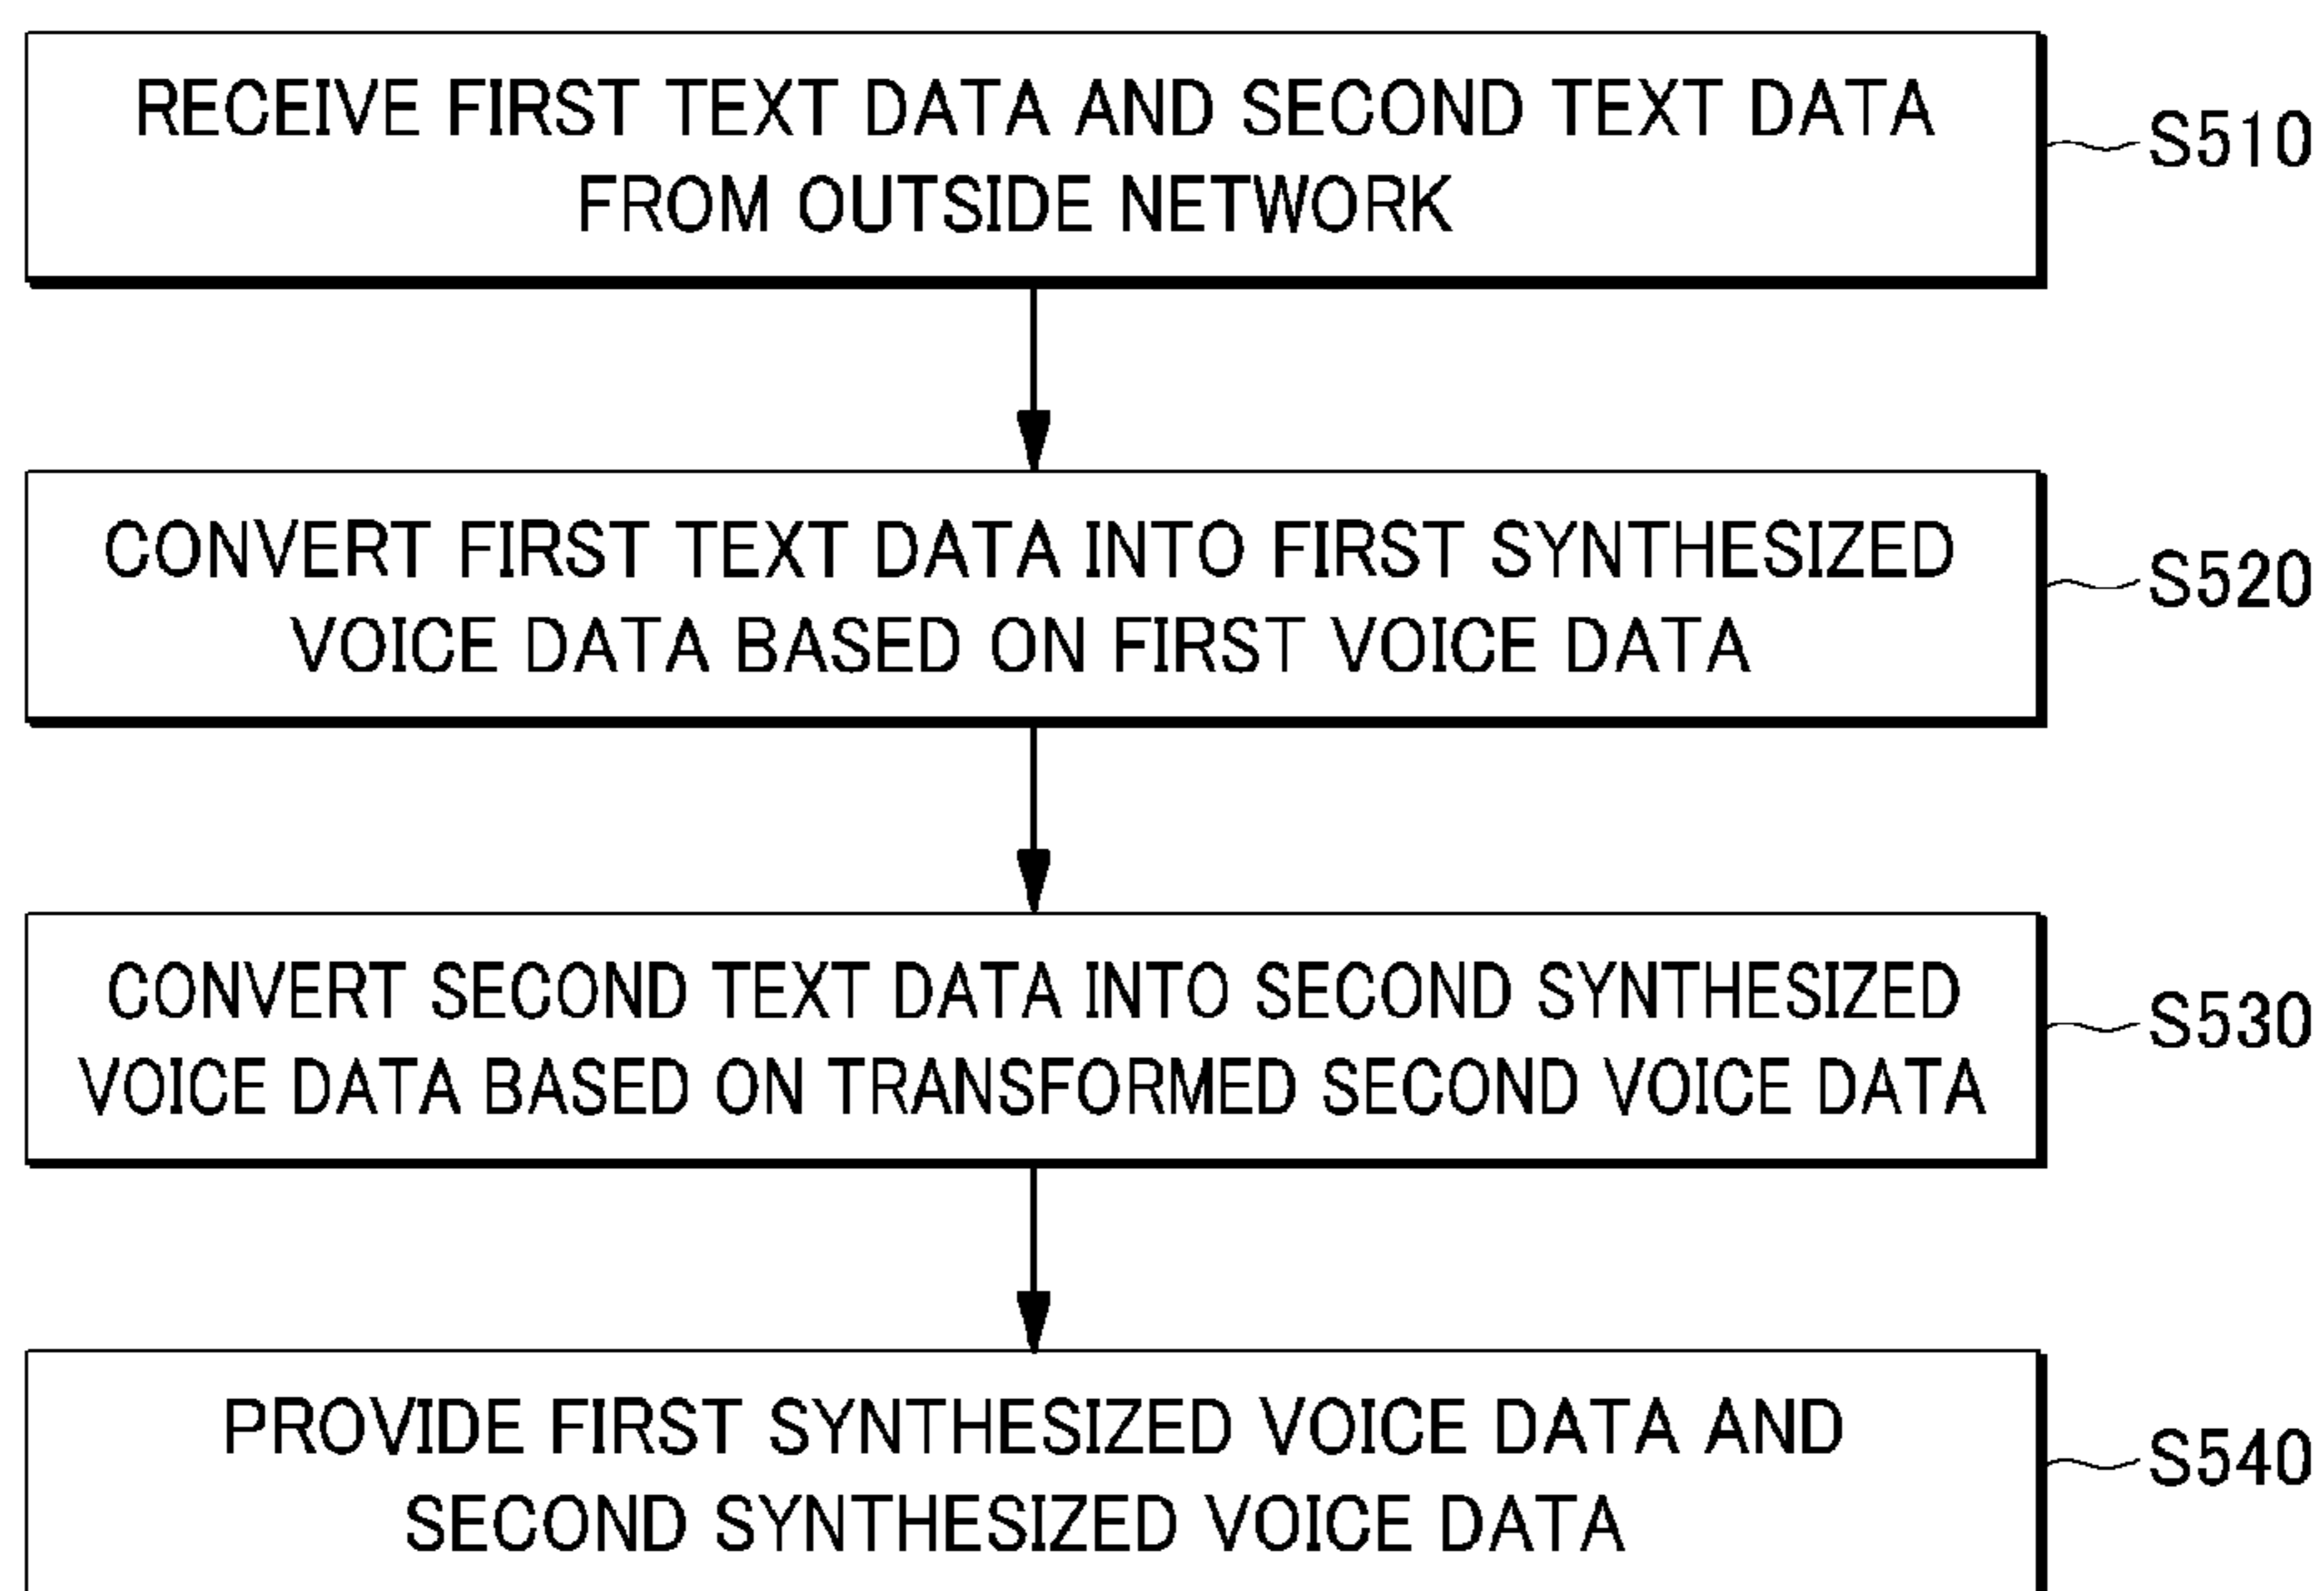 RECEIVE FIRST TEXT DATA AND SECOND TEXT DATA
FROM OUTSIDE NETWORK
S510
CONVERT FIRST TEXT DATA INTO FIRST SYNTHESIZED
VOICE DATA BASED ON FIRST VOICE DATA
S520
CONVERT SECOND TEXT DATA INTO SECOND SYNTHESIZED
VOICE DATA BASED ON TRANSFORMED SECOND VOICE DATA
S530
PROVIDE FIRST SYNTHESIZED VOICE DATA AND
SECOND SYNTHESIZED VOICE DATA
S540